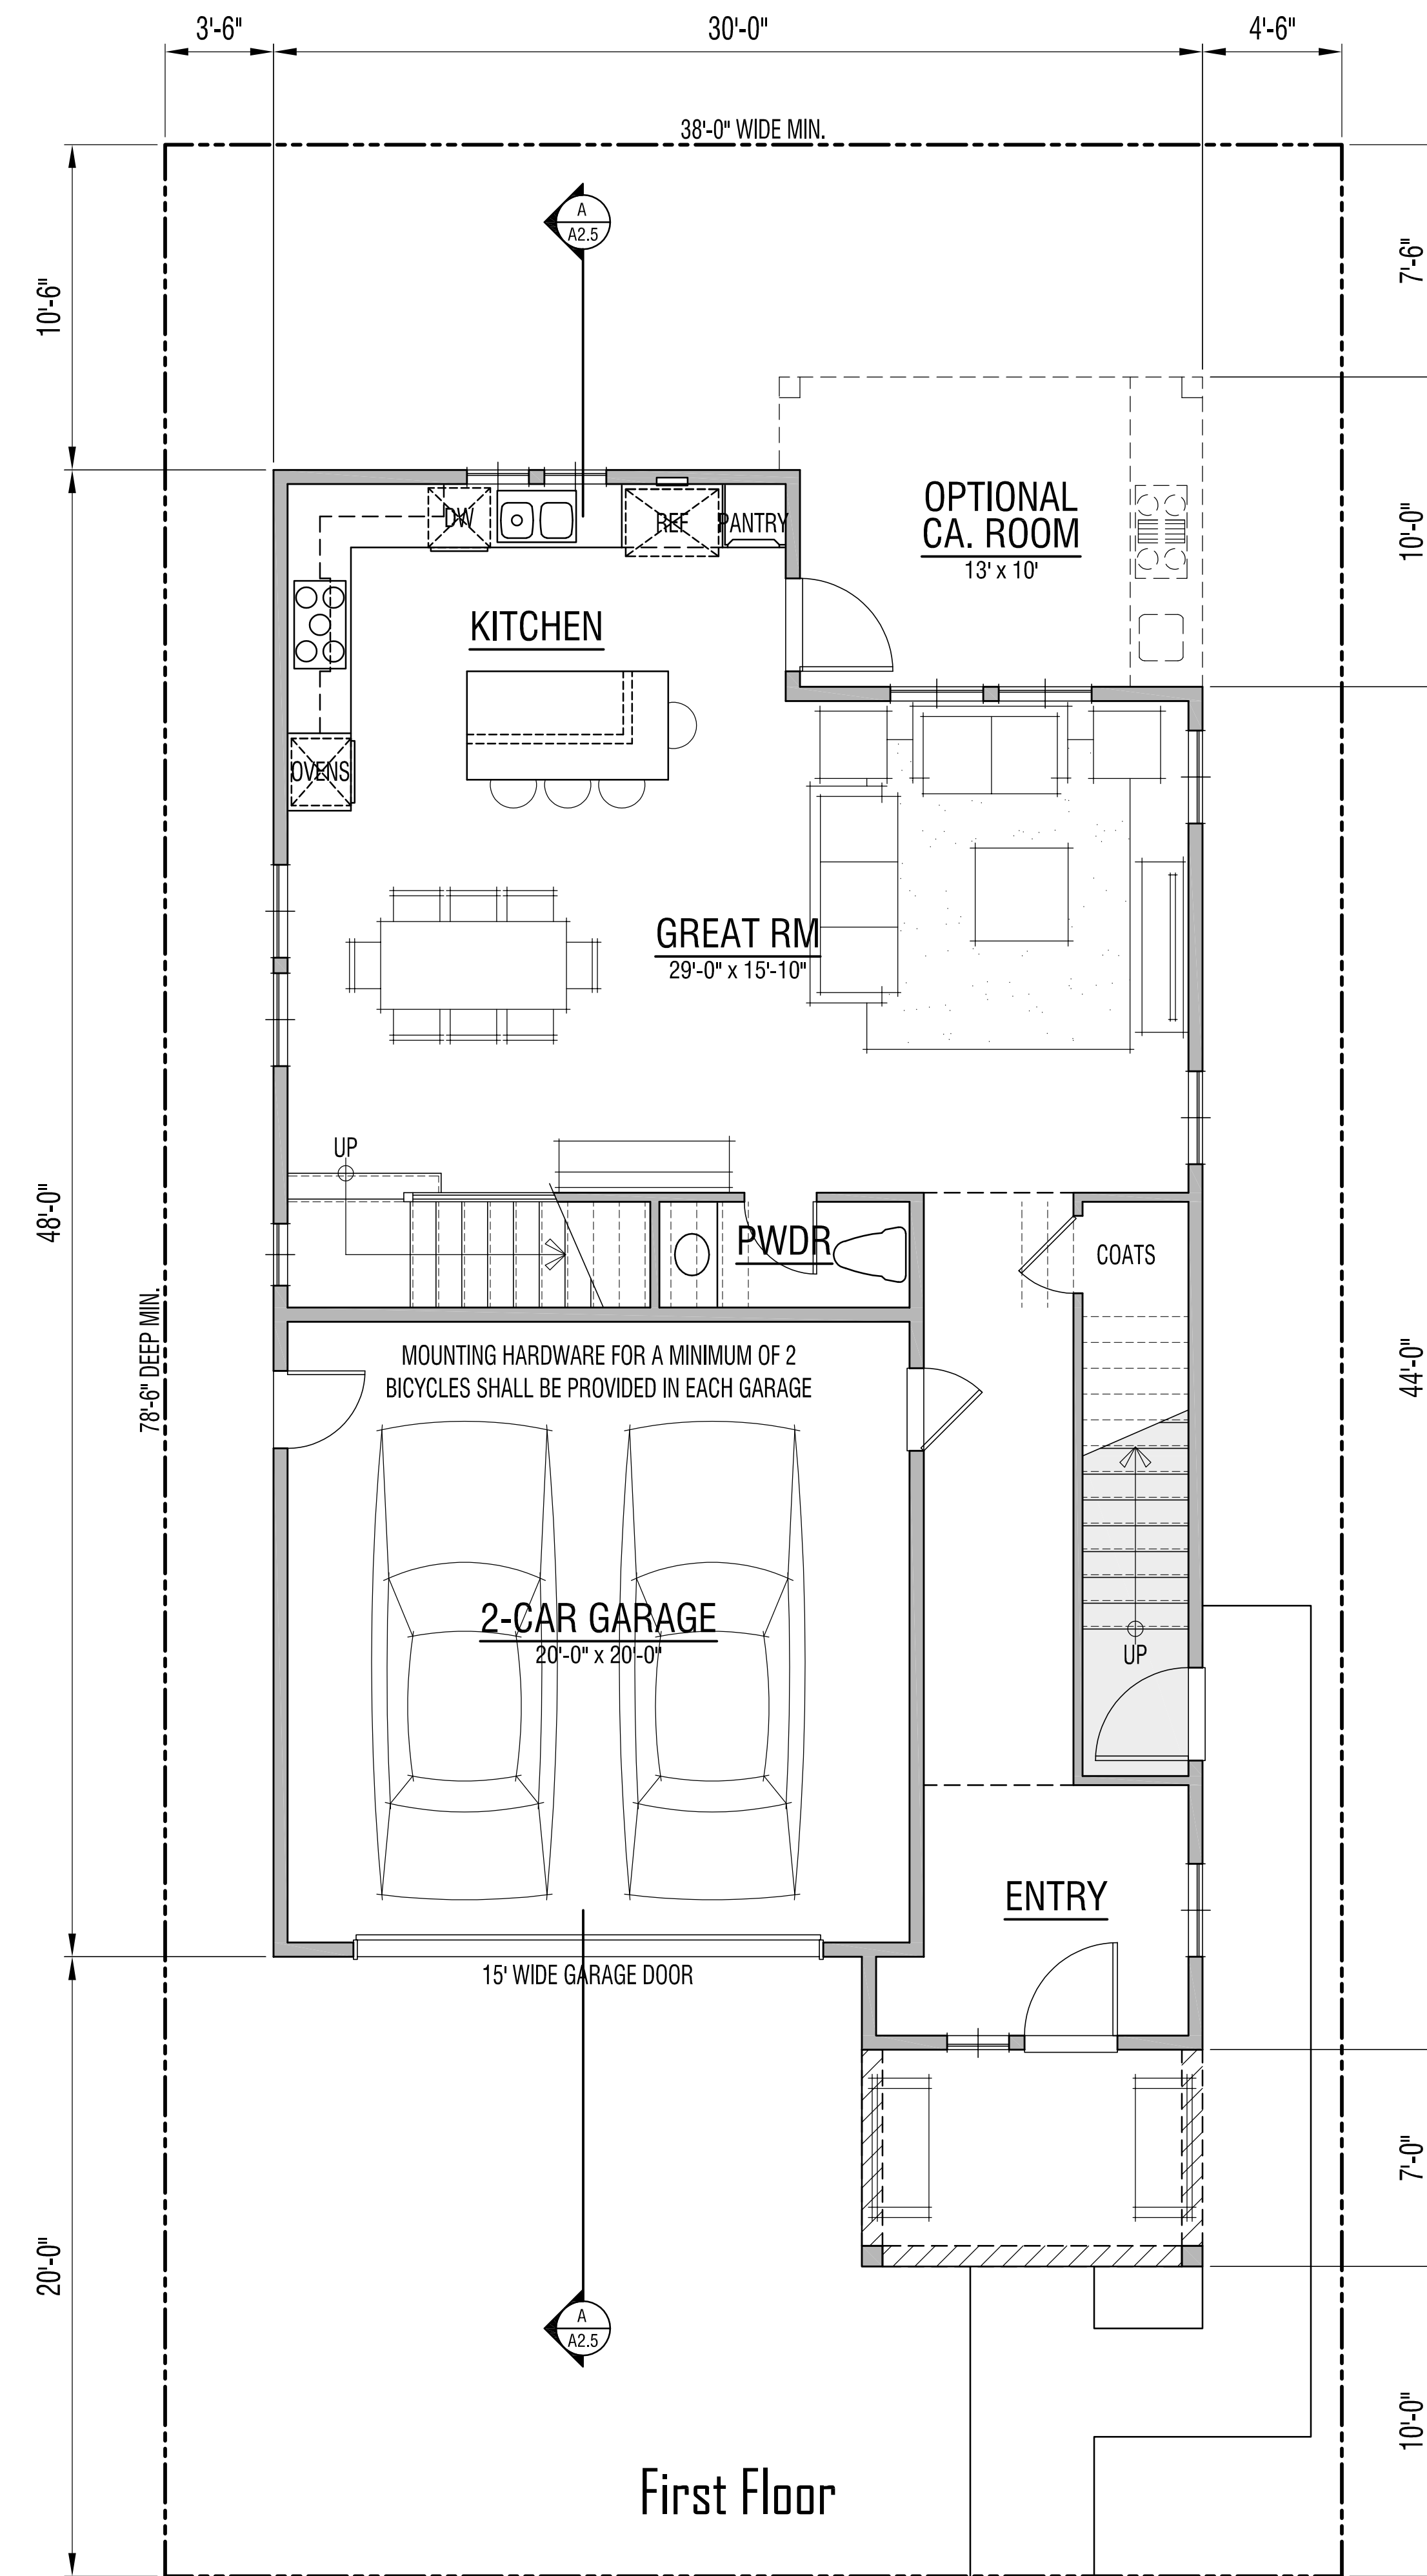 3'-6"
30'-0"
4'-6"
38'-0" WIDE MIN.
A
A2.5
10'-6"
7'-6"
OPTIONAL
CA. ROOM
13' x 10'
10'-0"
DW
REF
PANTRY
KITCHEN
OVENS
GREAT RM
29'-0" x 15'-10"
UP
48'-0"
PWDR
COATS
78'-6" DEEP MIN.
MOUNTING HARDWARE FOR A MINIMUM OF 2
BICYCLES SHALL BE PROVIDED IN EACH GARAGE
44'-0"
2-CAR GARAGE
20'-0" x 20'-0"
UP
ENTRY
15' WIDE GARAGE DOOR
7'-0"
20'-0"
A
A2.5
10'-0"
First Floor